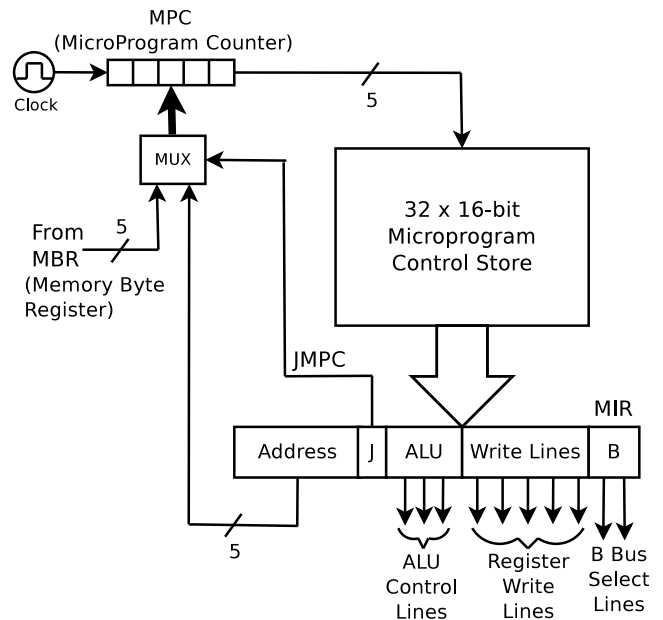 MPC
(MicroProgram Counter)
Clock
5
MUX
5
From
MBR
(Memory Byte
Register)
32 x 16-bit
Microprogram
Control Store
JMPC
MIR
Address
J
ALU
Write Lines
B
5
ALU
Control
Lines
Register
Write
Lines
B Bus
Select
Lines